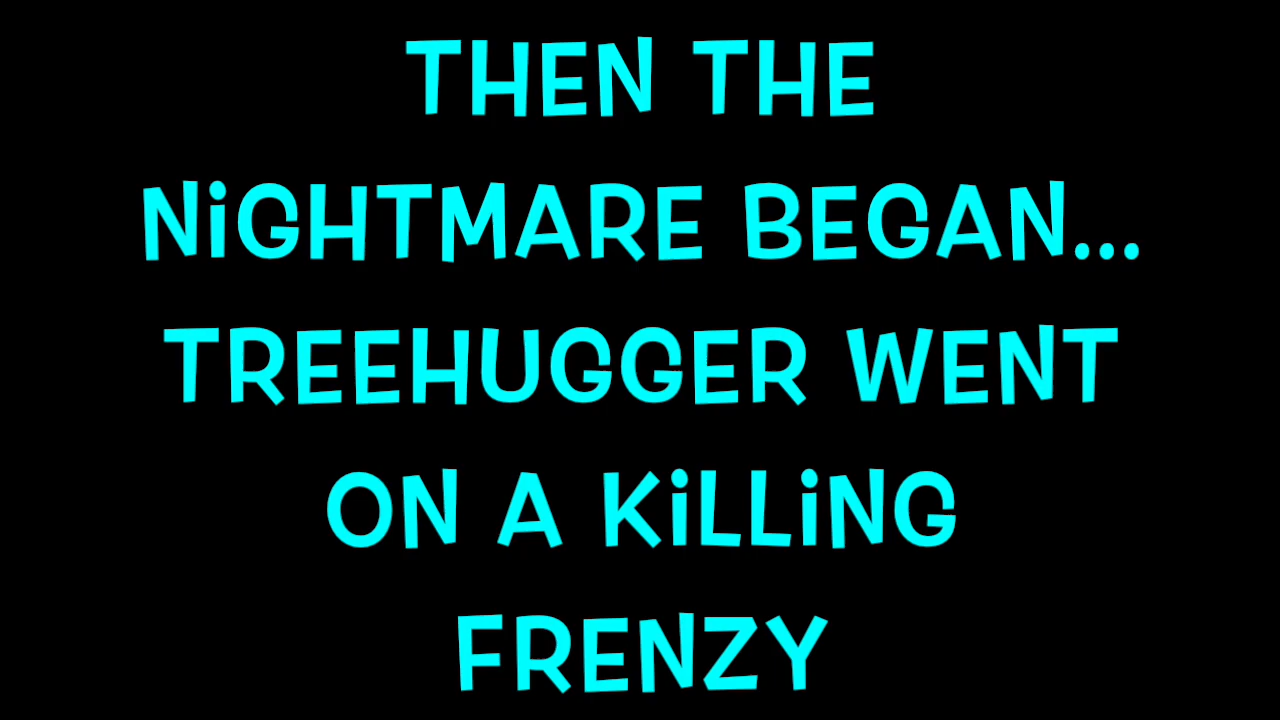 THEN THE
NiGHTMARE BEGAN...
TREEHUGGER WENT
ON A KiLLiNG
FRENZY